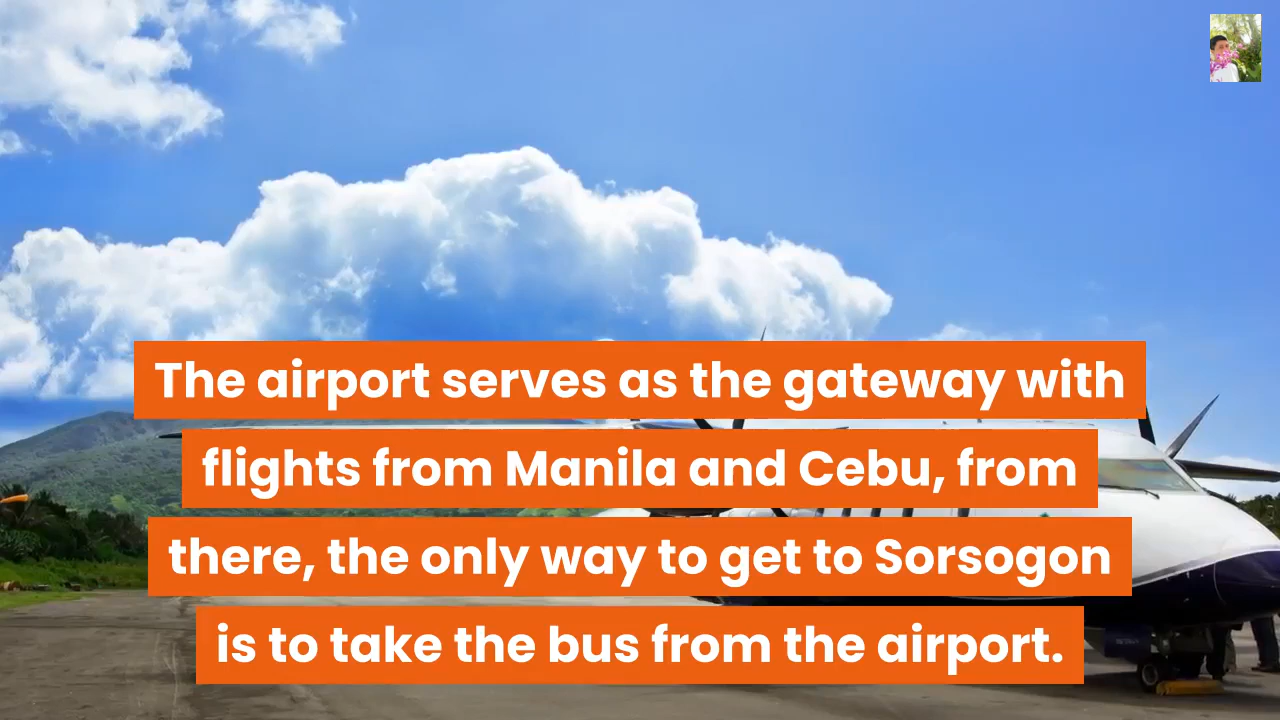 The airport serves as the gateway with
flights from Manila and Cebu, from
there, the only way to get to Sorsogon
is to take the bus from the airport.